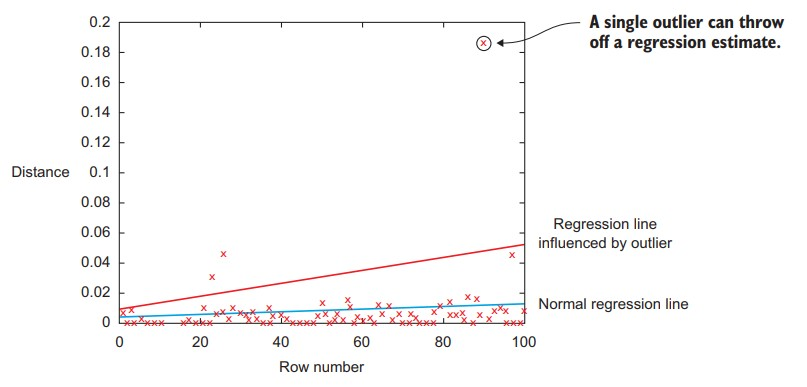 0.2
A single outlier can throw
off a regression estimate.
0.18
0.16
0.14
0.12
Distance
0.1
0.08
0.06
Regression line
influenced by outlier
0.04
0.02
Normal regression line
0
0 20 40 60 80 100
Row number